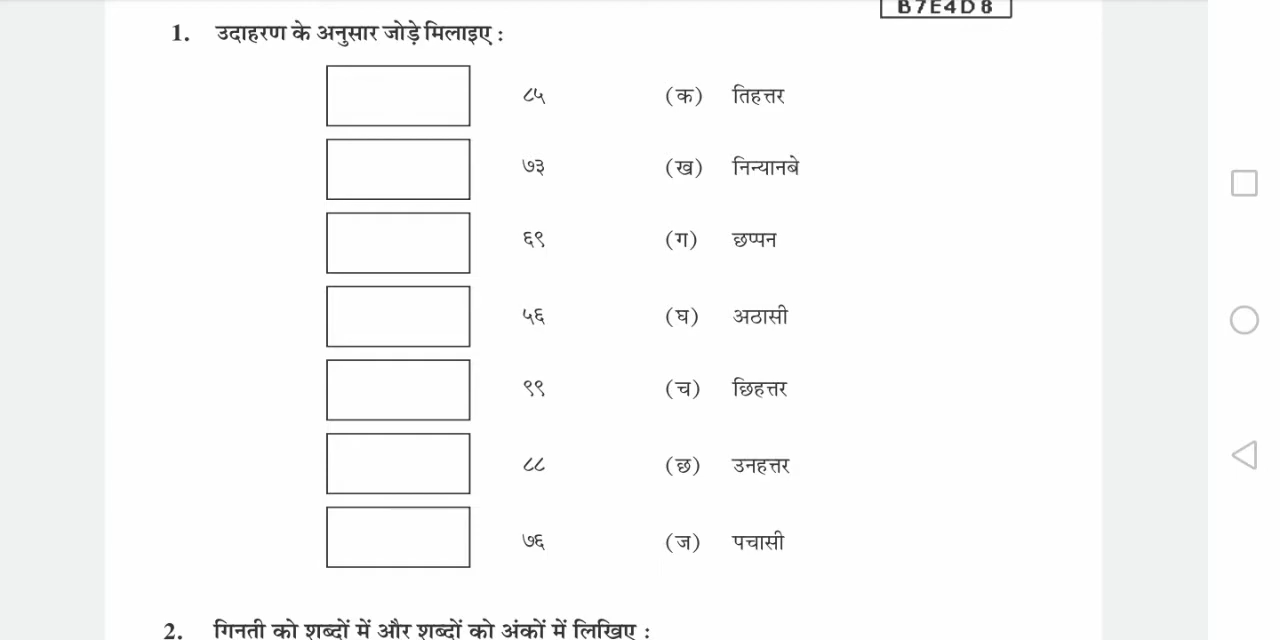 B7E4D8
1. उदाहरण के अनुसार जोड़े मिलाइए :
८५ (क) तिहत्तर
७३ (ख) निन्यानबे
६९ (ग) छप्पन
५६ (घ) अठासी
९९ (च) छिहत्तर
८८ (छ) उनहत्तर
७६ (ज) पचासी
2. गिनती को शब्दों में और शब्दों को अंकों में लिखिए :